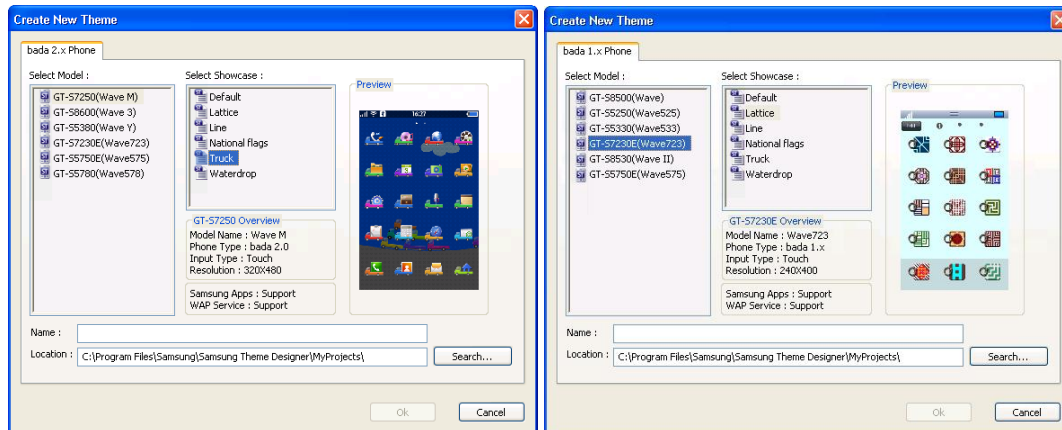 Create New Theme
bada 2.x Phone
Select Model :
GT-S7250(Wave M)
GT-S8600(Wave 3)
GT-S5380(Wave Y)
GT-S7230E(Wave723)
GT-S5750E(Wave575)
GT-S5780(Wave578)
Select Showcase :
Default
Lattice
Line
National flags
Truck
Waterdrop
GT-S7250 Overview
Model Name : Wave M
Phone Type : bada 2.0
Input Type : Touch
Resolution : 320X480
Samsung Apps : Support
WAP Service : Support
Preview
16:27
Name :
Location : C:\Program Files\Samsung\Samsung Theme Designer\MyProjects\
Search...
Ok
Cancel
Create New Theme
bada 1.x Phone
Select Model :
GT-S8500(Wave)
GT-S5250(Wave525)
GT-S5330(Wave533)
GT-S7230E(Wave723)
GT-S8530(Wave II)
GT-S5750E(Wave575)
Select Showcase :
Default
Lattice
Line
National flags
Truck
Waterdrop
GT-S7230E Overview
Model Name : Wave723
Phone Type : bada 1.x
Input Type : Touch
Resolution : 240X400
Samsung Apps : Support
WAP Service : Support
Preview
Name :
Location : C:\Program Files\Samsung\Samsung Theme Designer\MyProjects\
Search...
Ok
Cancel